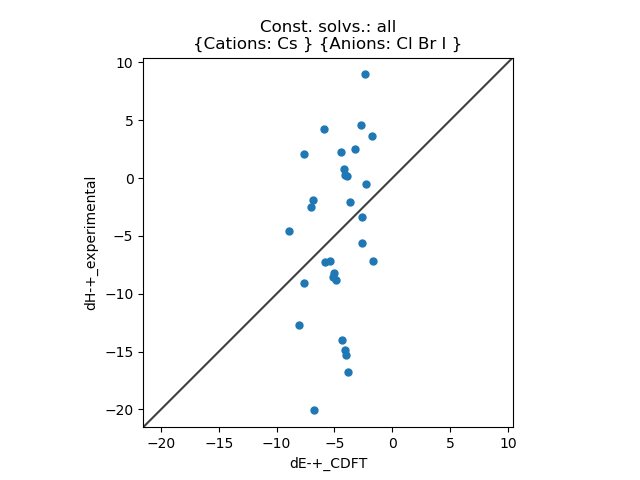 Const. solvs.: all
{Cations: Cs } {Anions: Cl Br I }
10
5
0
−5
−10
−15
−20
dH-+_experimental
−20 −15 −10 −5 0 5 10
dE-+_CDFT